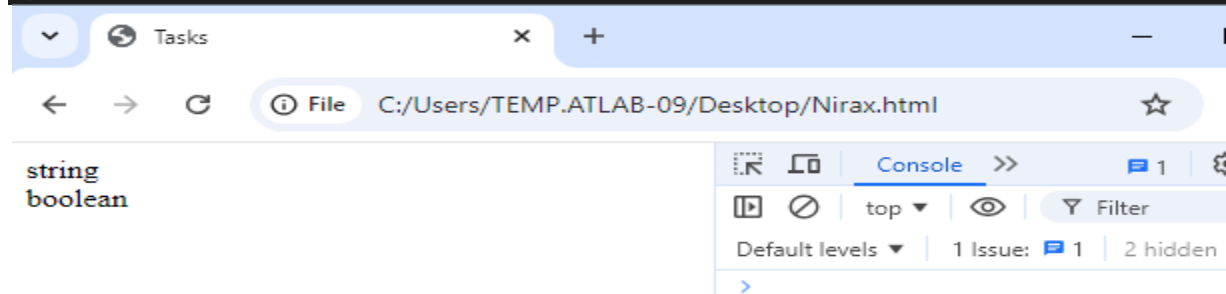 Tasks
File C:/Users/TEMP.ATLAB-09/Desktop/Nirax.html
string
boolean
Console 1
top Filter
Default levels 1 Issue: 1 2 hidden